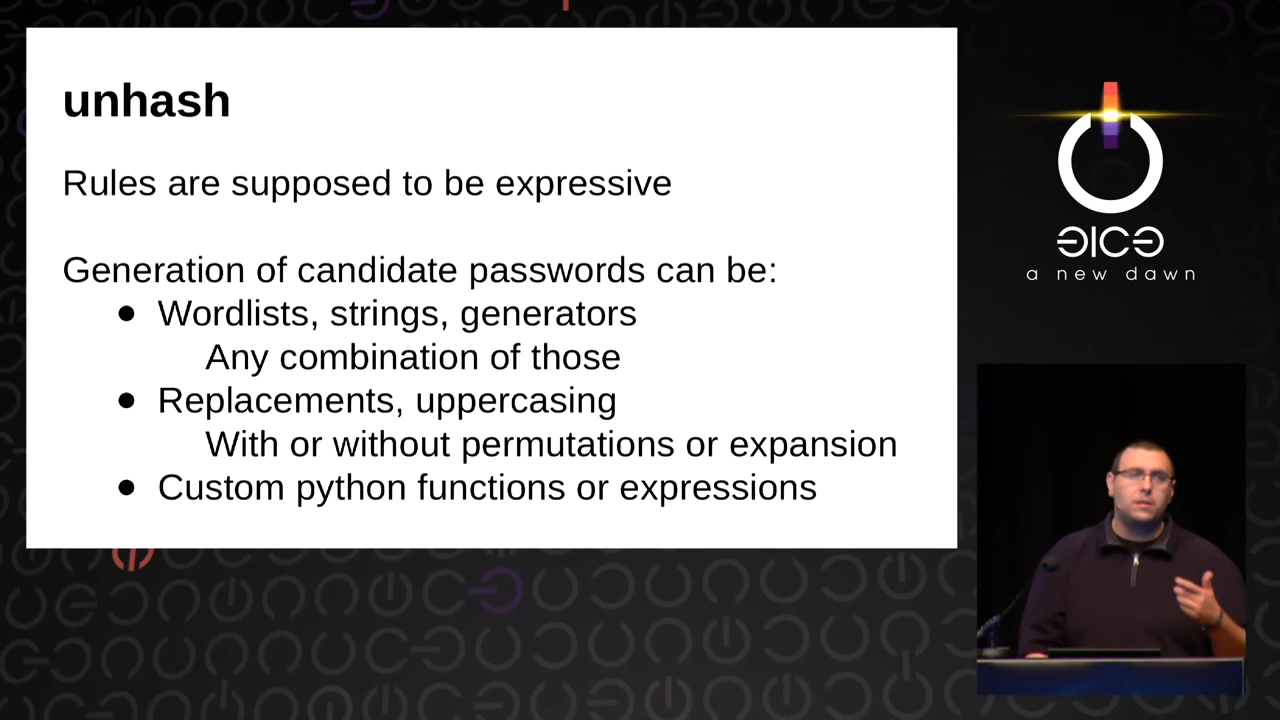 unhash
Rules are supposed to be expressive
Generation of candidate passwords can be:
● Wordlists, strings, generators
Any combination of those
● Replacements, uppercasing
With or without permutations or expansion
● Custom python functions or expressions
a new dawn